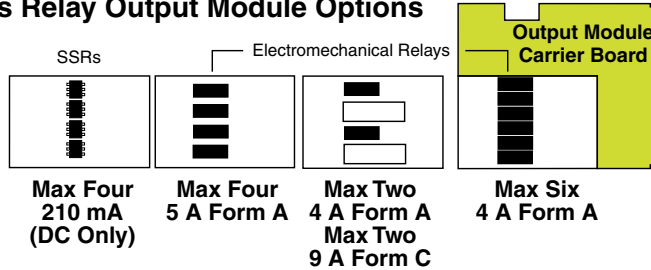 s Relay Output Module Options
Output Module
Carrier Board
Electromechanical Relays
SSRs
Max Four
210 mA
(DC Only)
Max Four
5 A Form A
Max Two
4 A Form A
Max Two
9 A Form C
Max Six
4 A Form A